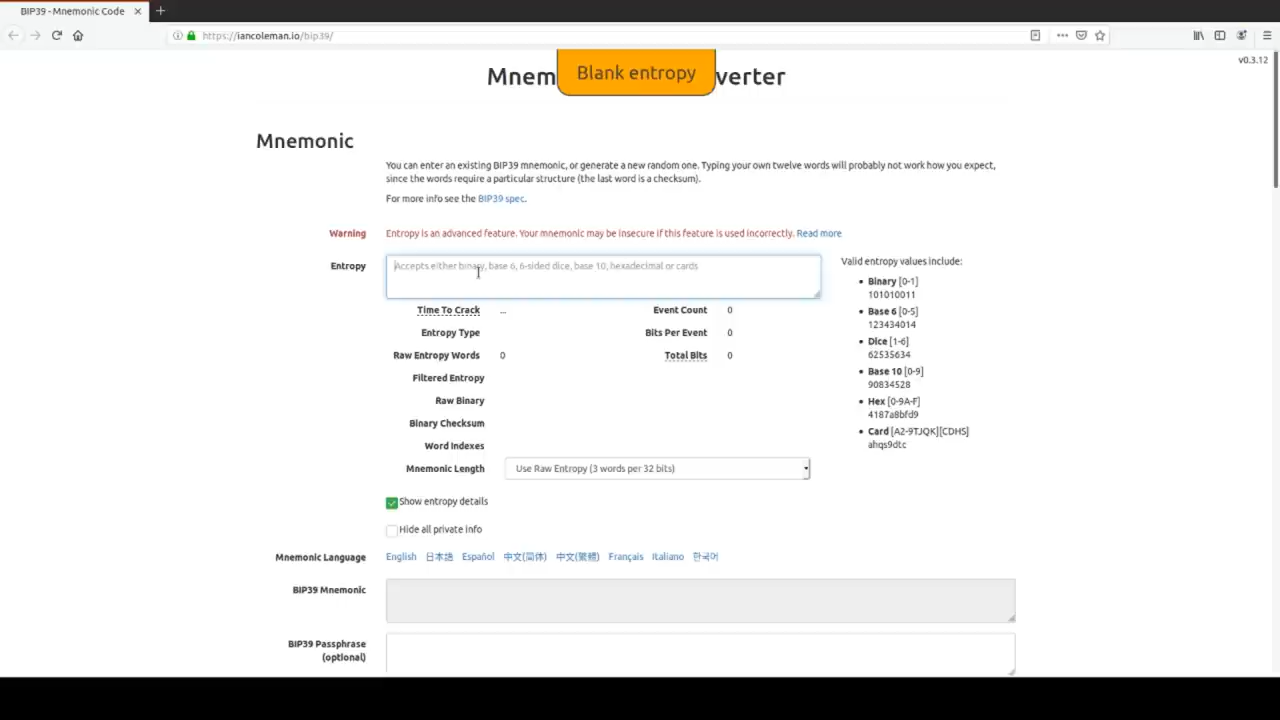 BIP39 - Mnemonic Code
https://iancoleman.io/bip39/
v0.3.12
Blank entropy
Mnem verter
Mnemonic
You can enter an existing BIP39 mnemonic, or generate a new random one. Typing your own twelve words will probably not work how you expect,
since the words require a particular structure (the last word is a checksum).
For more info see the BIP39 spec.
Warning Entropy is an advanced feature. Your mnemonic may be insecure if this feature is used incorrectly. Read more
Entropy Accepts either binary, base 6, 6-sided dice, base 10, hexadecimal or cards
Valid entropy values include:
Binary [0-1]
101010011
Base 6 [0-5]
123434014
Dice [1-6]
62535634
Base 10 [0-9]
90834528
Hex [0-9A-F]
4187a8bfd9
Card [A2-9TJQK][CDHS]
ahqs9dtc
Time To Crack ... Event Count 0
Entropy Type Bits Per Event 0
Raw Entropy Words 0 Total Bits 0
Filtered Entropy
Raw Binary
Binary Checksum
Word Indexes
Mnemonic Length Use Raw Entropy (3 words per 32 bits)
Show entropy details
Hide all private info
Mnemonic Language English 日本語 Español 中文(简体) 中文(繁體) Français Italiano 한국어
BIP39 Mnemonic
BIP39 Passphrase
(optional)